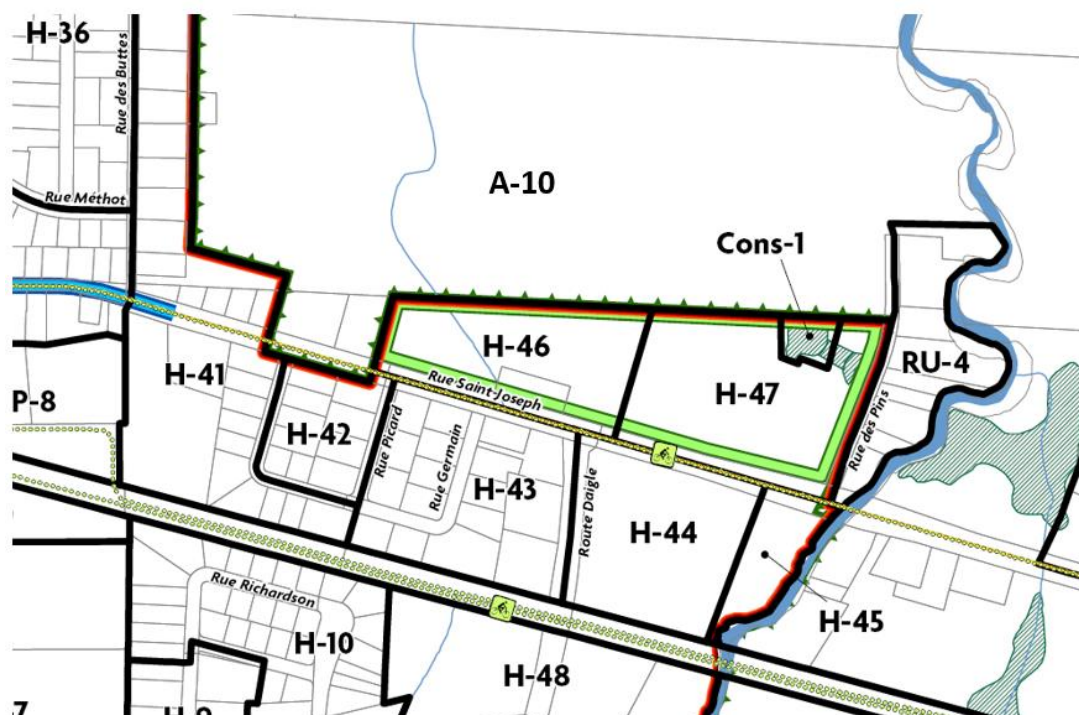 H-36
Rue des Buttes
Rue Méthot
A-10
Cons-1
H-46
H-47
RU-4
H-41
P-8
Rue Saint-Joseph
H-42
Rue Picard
Rue Germain
H-43
Route Daigle
Rue des Pins
H-44
H-45
Rue Richardson
H-10
H-48